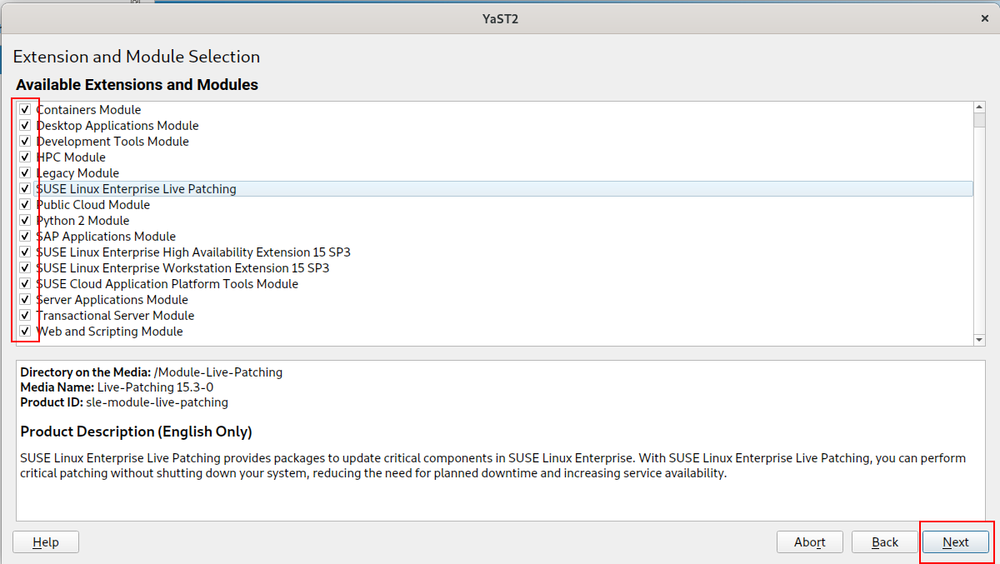 YaST2
Extension and Module Selection
Available Extensions and Modules
Containers Module
Desktop Applications Module
Development Tools Module
HPC Module
Legacy Module
SUSE Linux Enterprise Live Patching
Public Cloud Module
Python 2 Module
SAP Applications Module
SUSE Linux Enterprise High Availability Extension 15 SP3
SUSE Linux Enterprise Workstation Extension 15 SP3
SUSE Cloud Application Platform Tools Module
Server Applications Module
Transactional Server Module
Web and Scripting Module
Directory on the Media: /Module-Live-Patching
Media Name: Live-Patching 15.3-0
Product ID: sle-module-live-patching
Product Description (English Only)
SUSE Linux Enterprise Live Patching provides packages to update critical components in SUSE Linux Enterprise. With SUSE Linux Enterprise Live Patching, you can perform
critical patching without shutting down your system, reducing the need for planned downtime and increasing service availability.
Help Abort Back Next